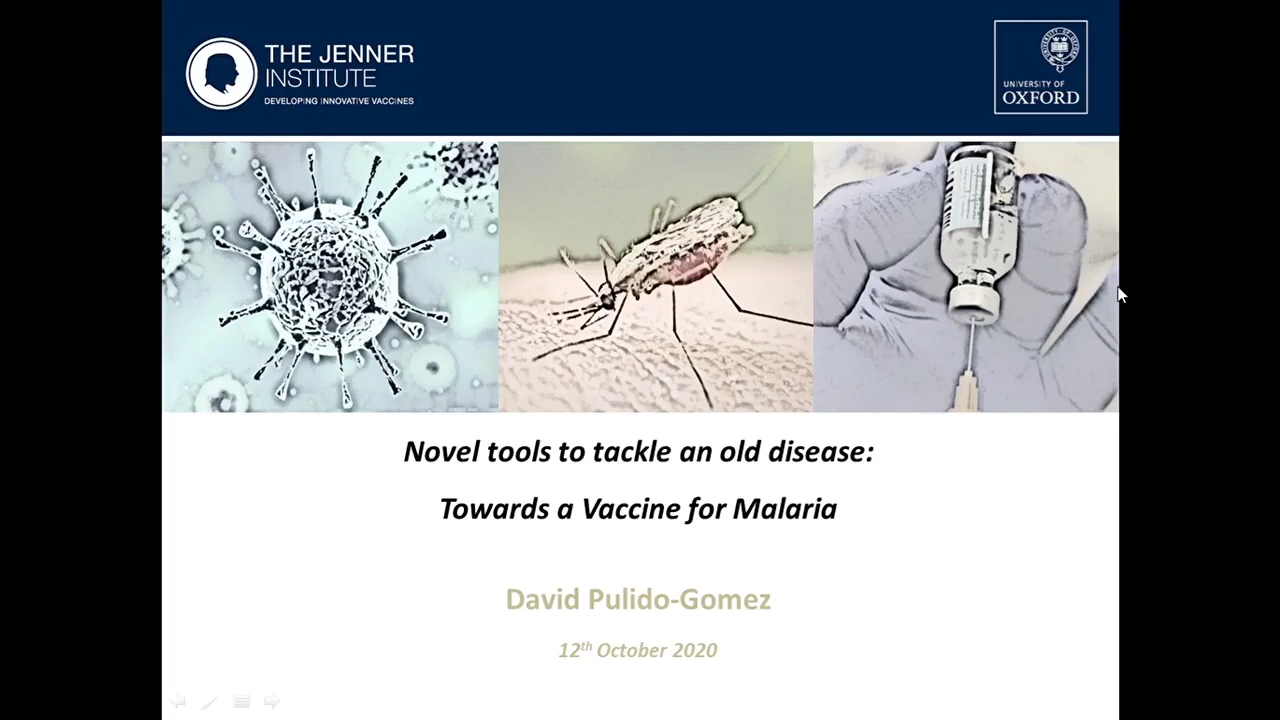 THE JENNER
INSTITUTE
DEVELOPING INNOVATIVE VACCINES
UNIVERSITY OF
OXFORD
Novel tools to tackle an old disease:
Towards a Vaccine for Malaria
David Pulido-Gomez
12th October 2020